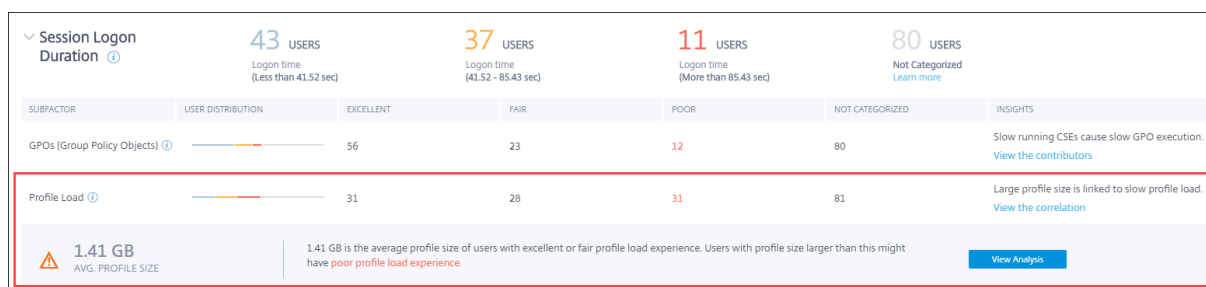 Session Logon Duration
43 USERS
Logon time
(Less than 41.52 sec)
37 USERS
Logon time
(41.52 - 85.43 sec)
11 USERS
Logon time
(More than 85.43 sec)
80 USERS
Not Categorized
Learn more
SUBFACTOR USER DISTRIBUTION EXCELLENT FAIR POOR NOT CATEGORIZED INSIGHTS
GPOs (Group Policy Objects) 56 23 12 80 Slow running CSEs cause slow GPO execution.
View the contributors
Profile Load 31 28 31 81 Large profile size is linked to slow profile load.
View the correlation
1.41 GB
AVG. PROFILE SIZE
1.41 GB is the average profile size of users with excellent or fair profile load experience. Users with profile size larger than this might
have poor profile load experience.
View Analysis